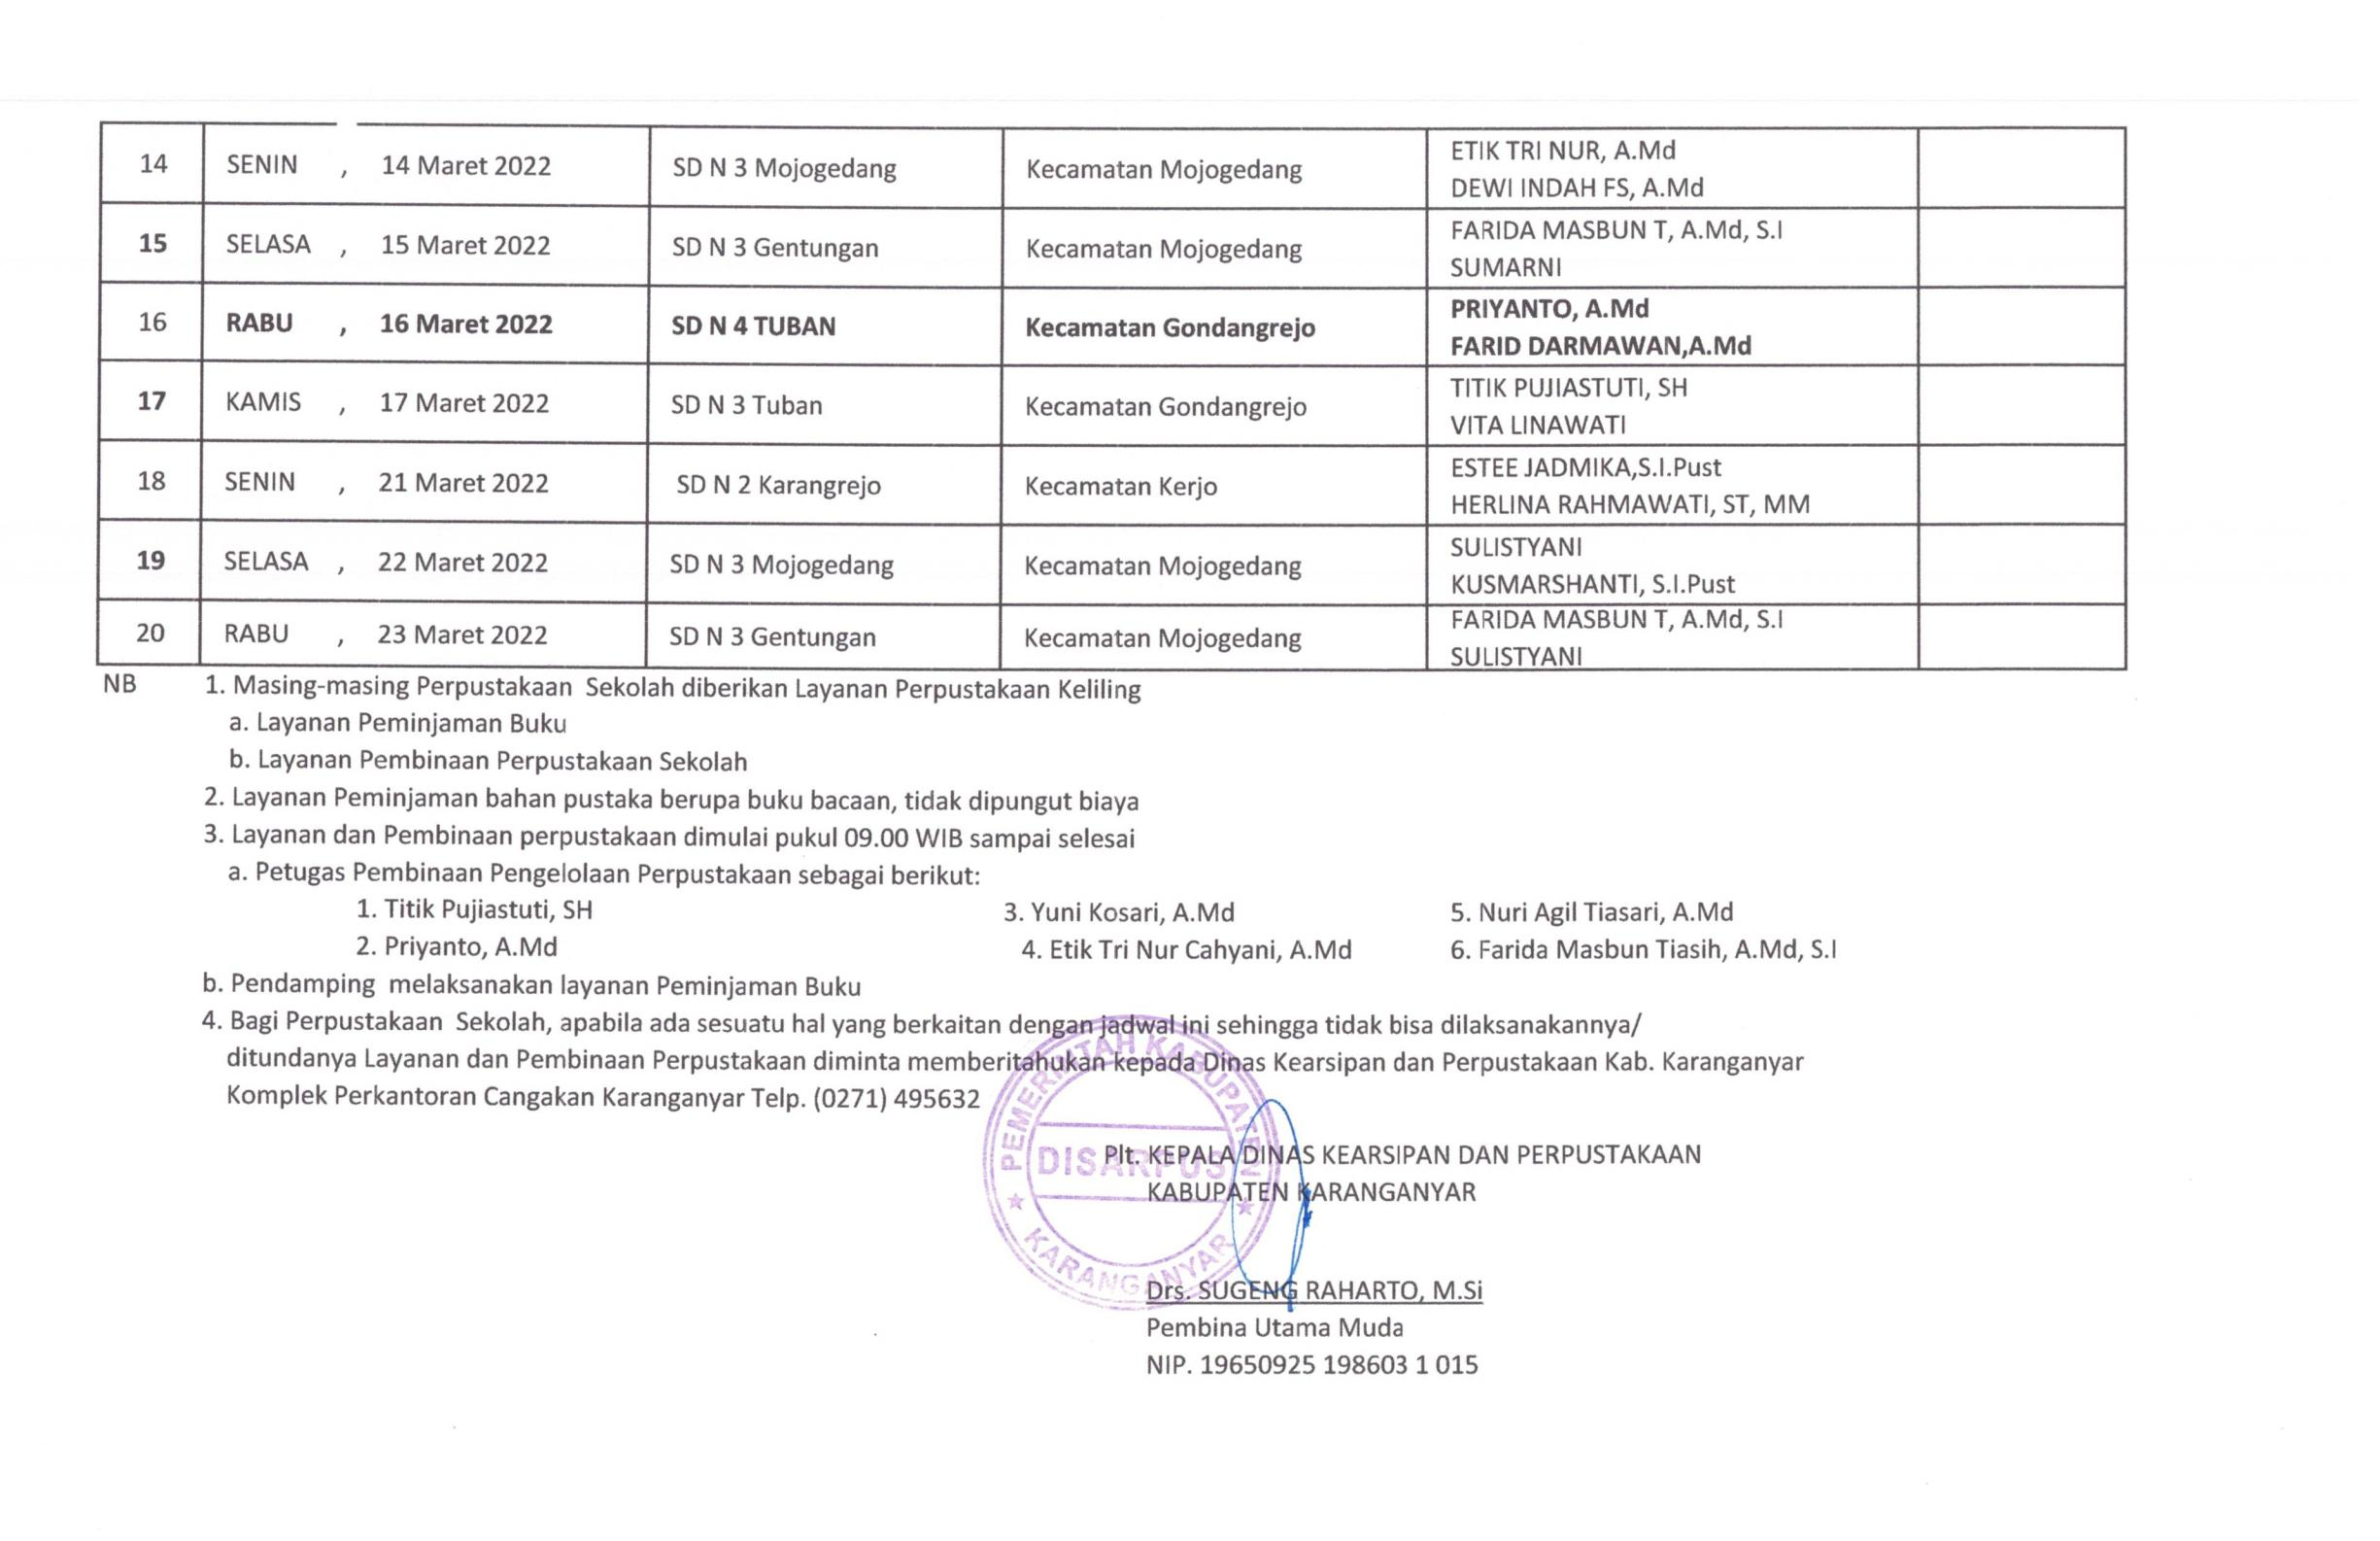 14 SENIN , 14 Maret 2022 SD N 3 Mojogedang Kecamatan Mojogedang ETIK TRI NUR, A.Md
DEWI INDAH FS, A.Md
15 SELASA , 15 Maret 2022 SD N 3 Gentungan Kecamatan Mojogedang FARIDA MASBUN T, A.Md, S.I
SUMARNI
16 RABU , 16 Maret 2022 SD N 4 TUBAN Kecamatan Gondangrejo PRIYANTO, A.Md
FARID DARMAWAN,A.Md
17 KAMIS , 17 Maret 2022 SD N 3 Tuban Kecamatan Gondangrejo TITIK PUJIASTUTI, SH
VITA LINAWATI
18 SENIN , 21 Maret 2022 SD N 2 Karangrejo Kecamatan Kerjo ESTEE JADMIKA,S.I.Pust
HERLINA RAHMAWATI, ST, MM
19 SELASA , 22 Maret 2022 SD N 3 Mojogedang Kecamatan Mojogedang SULISTYANI
KUSMARSHANTI, S.I.Pust
20 RABU , 23 Maret 2022 SD N 3 Gentungan Kecamatan Mojogedang FARIDA MASBUN T, A.Md, S.I
SULISTYANI
NB 1. Masing-masing Perpustakaan Sekolah diberikan Layanan Perpustakaan Keliling
a. Layanan Peminjaman Buku
b. Layanan Pembinaan Perpustakaan Sekolah
2. Layanan Peminjaman bahan pustaka berupa buku bacaan, tidak dipungut biaya
3. Layanan dan Pembinaan perpustakaan dimulai pukul 09.00 WIB sampai selesai
a. Petugas Pembinaan Pengelolaan Perpustakaan sebagai berikut:
1. Titik Pujiastuti, SH 3. Yuni Kosari, A.Md 5. Nuri Agil Tiasari, A.Md
2. Priyanto, A.Md 4. Etik Tri Nur Cahyani, A.Md 6. Farida Masbun Tiasih, A.Md, S.I
b. Pendamping melaksanakan layanan Peminjaman Buku
4. Bagi Perpustakaan Sekolah, apabila ada sesuatu hal yang berkaitan dengan jadwal ini sehingga tidak bisa dilaksanakannya/
ditundanya Layanan dan Pembinaan Perpustakaan diminta memberitahukan kepada Dinas Kearsipan dan Perpustakaan Kab. Karanganyar
Komplek Perkantoran Cangakan Karanganyar Telp. (0271) 495632
PEMERINTAH KABUPATEN
DISARPUS
KARANGANYAR
Plt. KEPALA DINAS KEARSIPAN DAN PERPUSTAKAAN
KABUPATEN KARANGANYAR
Drs. SUGENG RAHARTO, M.Si
Pembina Utama Muda
NIP. 19650925 198603 1 015